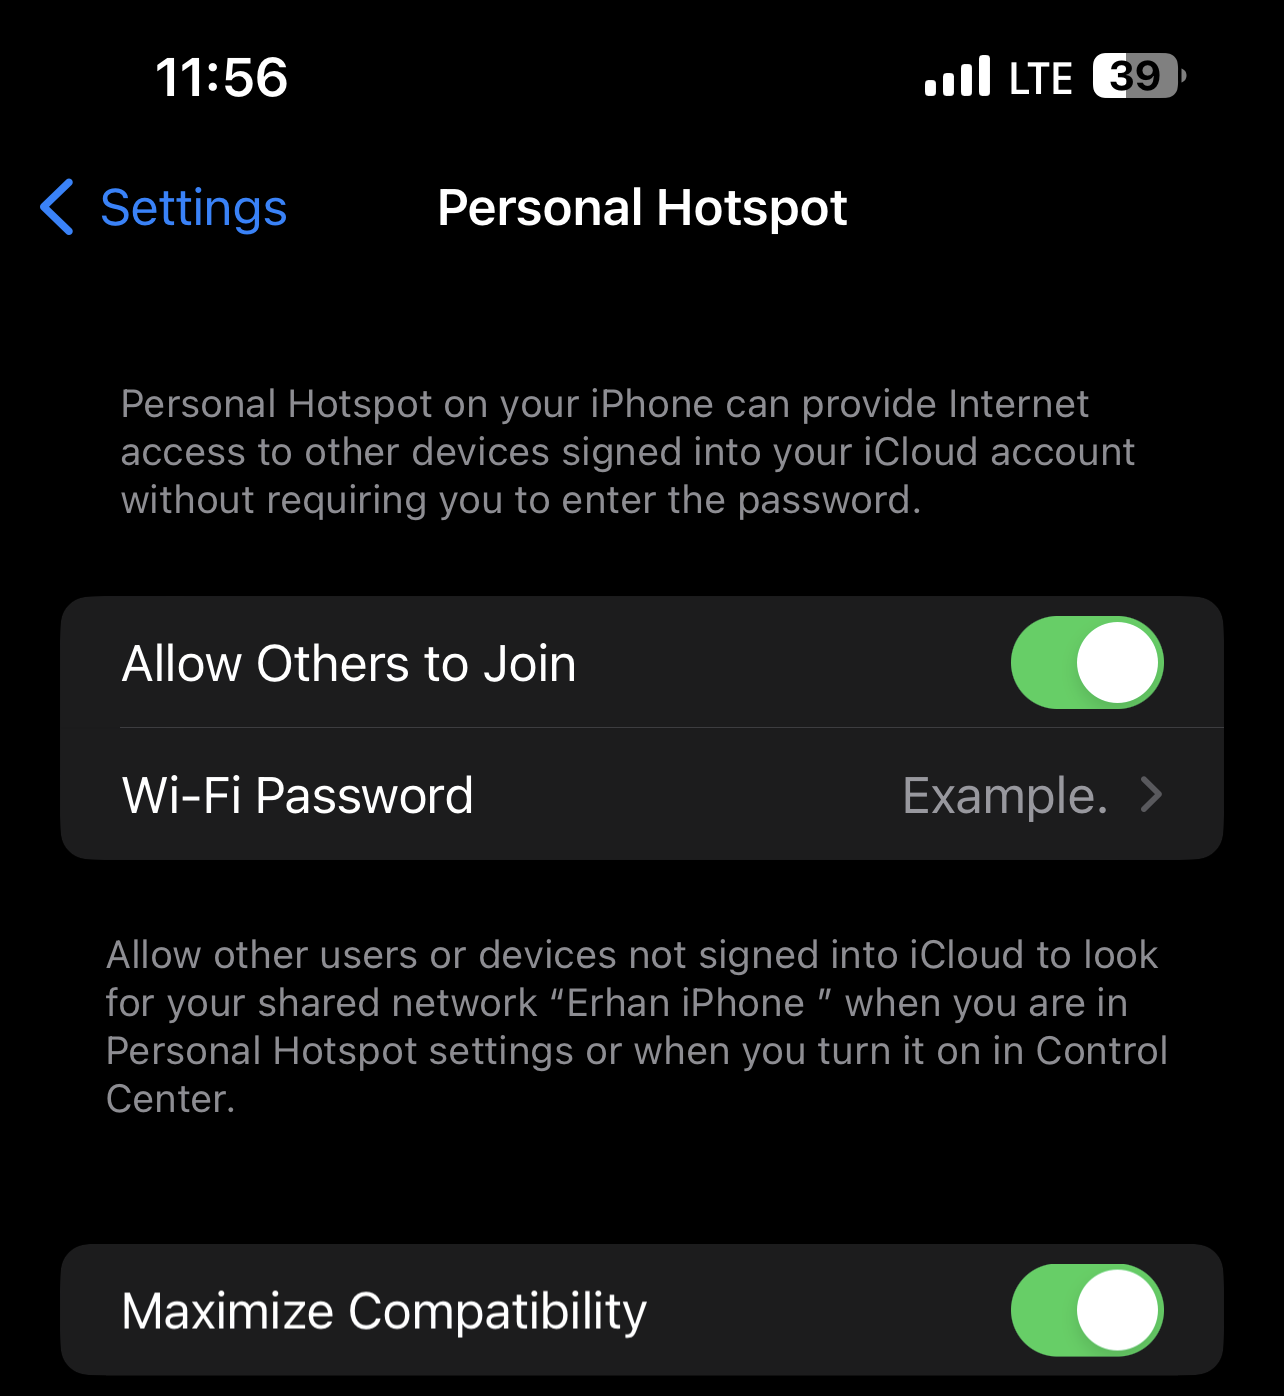 11:56 LTE 39
Settings Personal Hotspot
Personal Hotspot on your iPhone can provide Internet
access to other devices signed into your iCloud account
without requiring you to enter the password.
Allow Others to Join
Wi-Fi Password Example.
Allow other users or devices not signed into iCloud to look
for your shared network “Erhan iPhone ” when you are in
Personal Hotspot settings or when you turn it on in Control
Center.
Maximize Compatibility